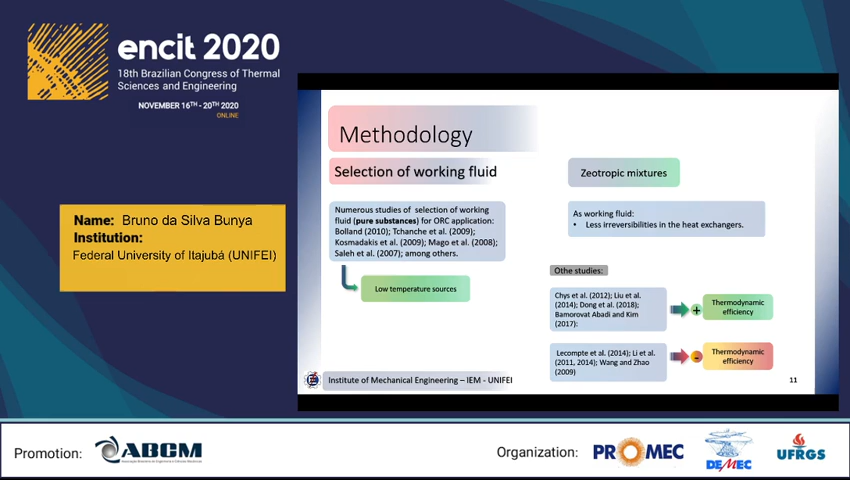 encit 2020
18th Brazilian Congress of Thermal
Sciences and Engineering
NOVEMBER 16TH - 20TH 2020
ONLINE
Name: Bruno da Silva Bunya
Institution:
Federal University of Itajubá (UNIFEI)
Methodology
Selection of working fluid
Numerous studies of selection of working
fluid (pure substances) for ORC application:
Bolland (2010); Tchanche et al. (2009);
Kosmadakis et al. (2009); Mago et al. (2008);
Saleh et al. (2007); among others.
Low temperature sources
Zeotropic mixtures
As working fluid:
• Less irreversibilities in the heat exchangers.
Othe studies:
Chys et al. (2012); Liu et al.
(2014); Dong et al. (2018);
Bamorovat Abadi and Kim
(2017):
+
Thermodynamic
efficiency
Lecompte et al. (2014); Li et al.
(2011, 2014); Wang and Zhao
(2009)
-
Thermodynamic
efficiency
Institute of Mechanical Engineering – IEM - UNIFEI
11
Promotion:
ABCM
Organization:
PROMEC
DEMEC
UFRGS